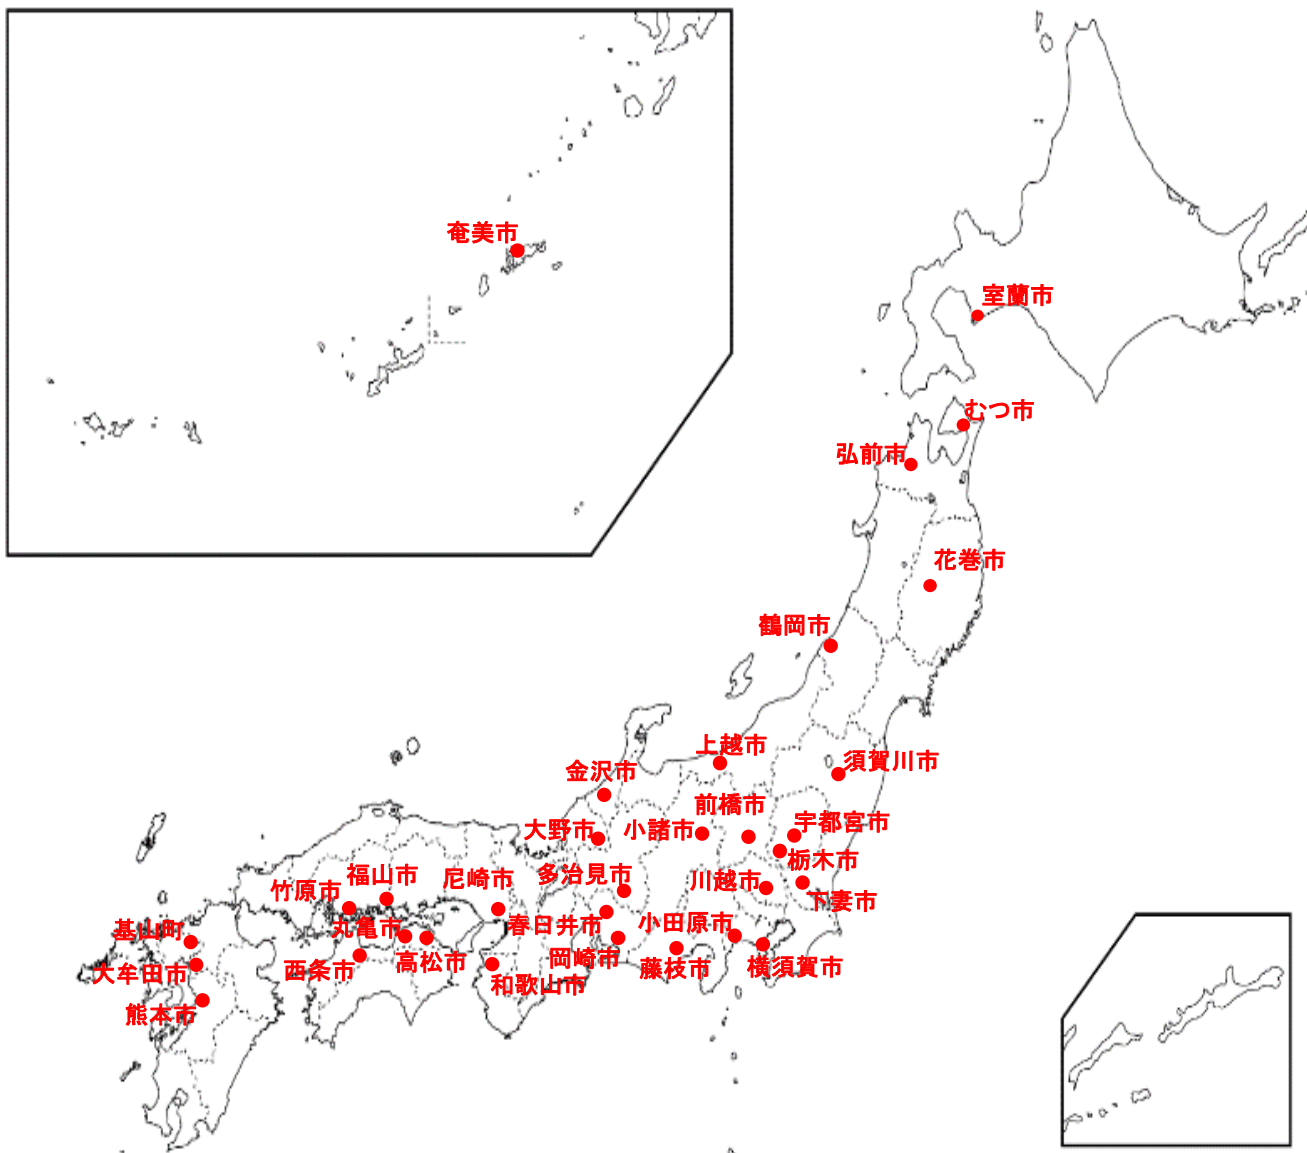 奄美市
室蘭市
むつ市
弘前市
花巻市
鶴岡市
上越市
須賀川市
金沢市
前橋市
大野市
小諸市
宇都宮市
栃木市
多治見市
川越市
下妻市
福山市
尼崎市
竹原市
春日井市
小田原市
丸亀市
基山町
岡崎市
高松市
藤枝市
横須賀市
西条市
大牟田市
和歌山市
熊本市